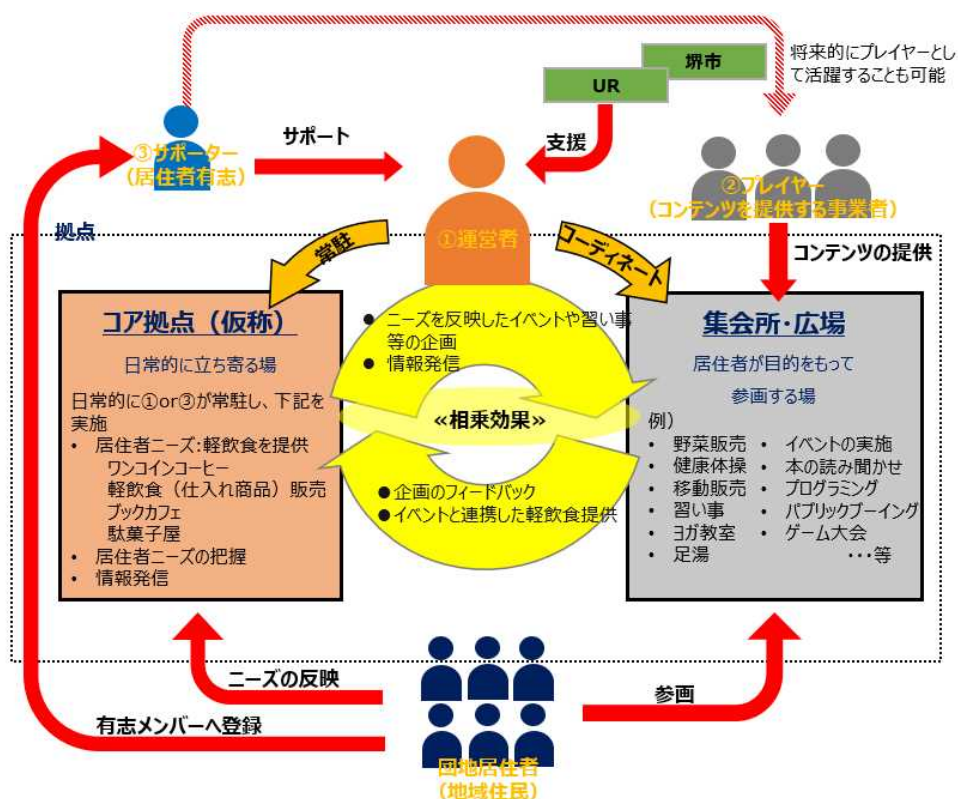 将来的にプレイヤーとし
て活躍することも可能
堺市
UR
支援
サポート
③サポーター
(居住者有志)
②プレイヤー
(コンテンツを提供する事業者)
拠点
①運営者
常駐
コーディネート
コンテンツの提供
コア拠点(仮称)
日常的に立ち寄る場
日常的に①or③が常駐し、下記を
実施
• 居住者ニーズ:軽飲食を提供
ワンコインコーヒー
軽飲食(仕入れ商品)販売
ブックカフェ
駄菓子屋
• 居住者ニーズの把握
• 情報発信
● ニーズを反映したイベントや習い事
等の企画
● 情報発信
≪相乗効果≫
● 企画のフィードバック
● イベントと連携した軽飲食提供
集会所・広場
居住者が目的をもって
参画する場
例)
• 野菜販売
• 健康体操
• 移動販売
• 習い事
• ヨガ教室
• 足湯
• イベントの実施
• 本の読み聞かせ
• プログラミング
• パブリックブーイング
• ゲーム大会
・・・等
ニーズの反映
参画
有志メンバーへ登録
団地居住者
(地域住民)